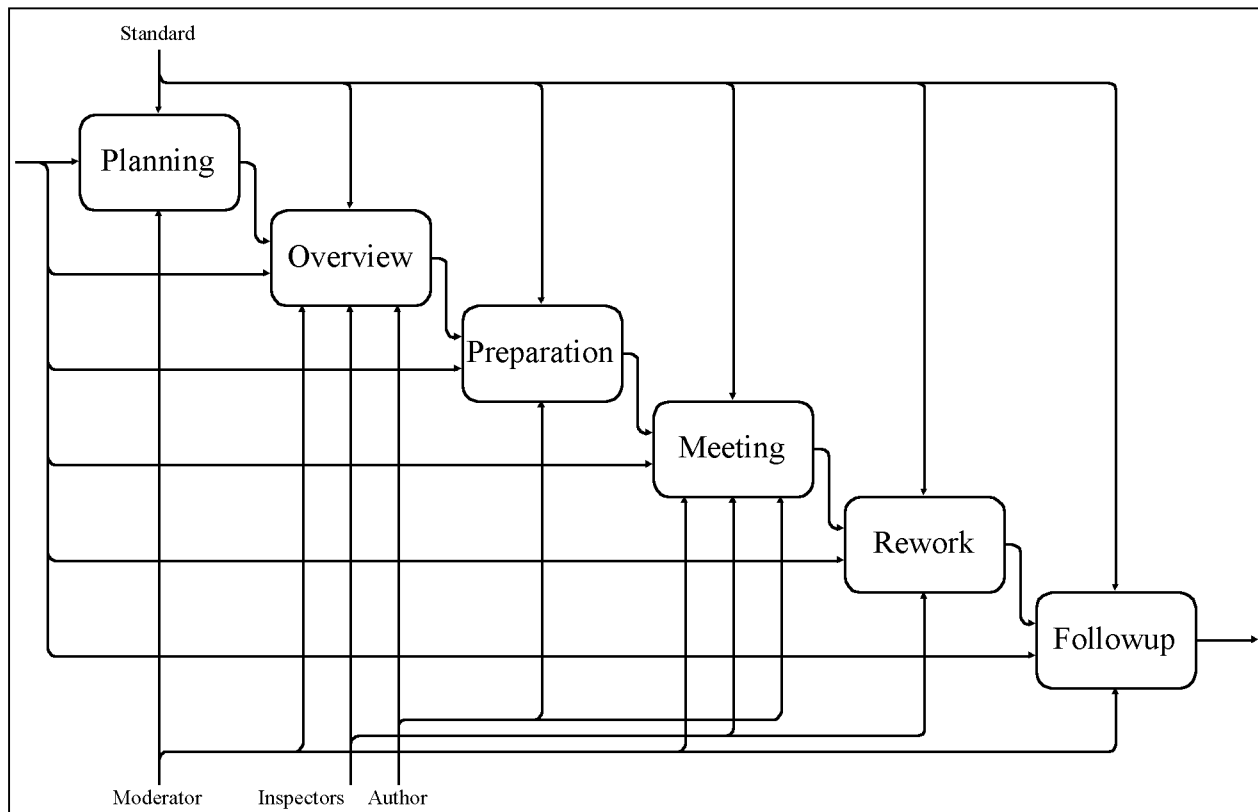 Standard
Planning
Overview
Preparation
Meeting
Rework
Followup
Moderator
Inspectors
Author